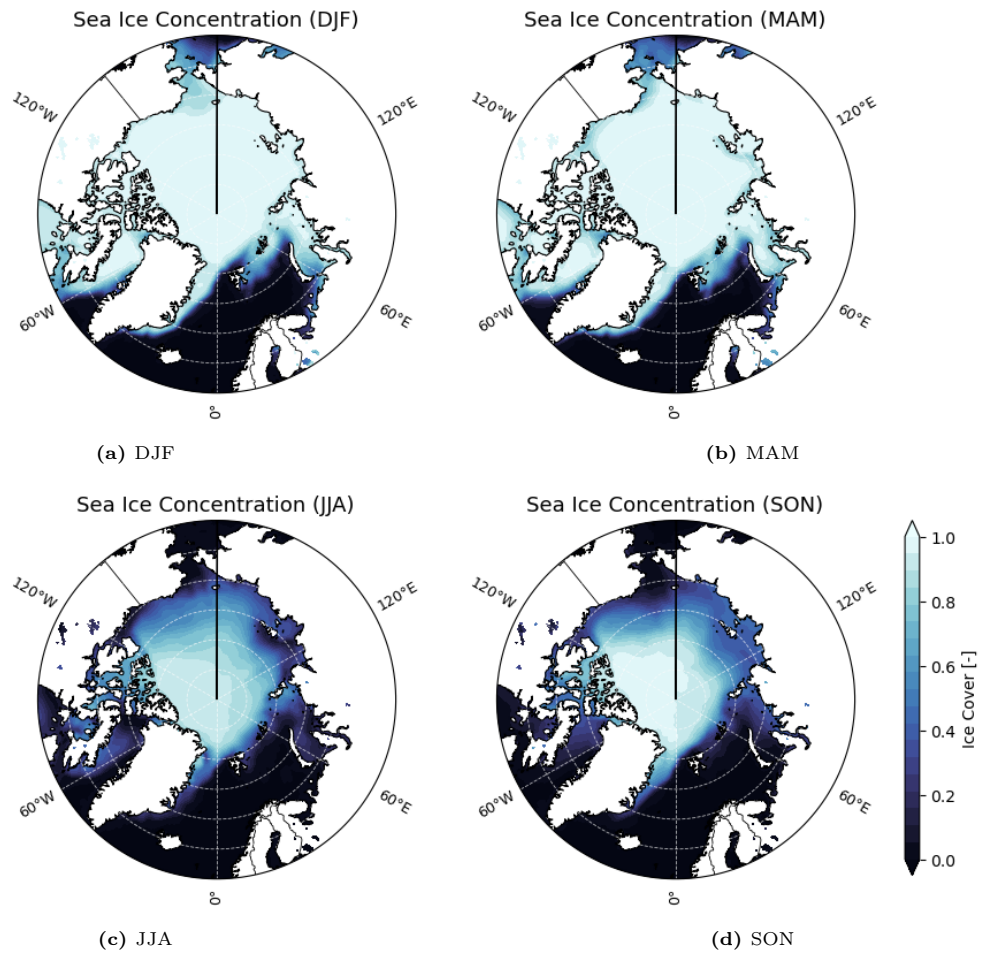 Sea Ice Concentration (DJF)
Sea Ice Concentration (MAM)
120°W
120°E
60°W
60°E
0°
120°W
120°E
60°W
60°E
0°
(a) DJF
(b) MAM
Sea Ice Concentration (JJA)
Sea Ice Concentration (SON)
120°W
120°E
60°W
60°E
0°
120°W
120°E
60°W
60°E
0°
1.0
0.8
0.6
0.4
0.2
0.0
Ice Cover [-]
(c) JJA
(d) SON